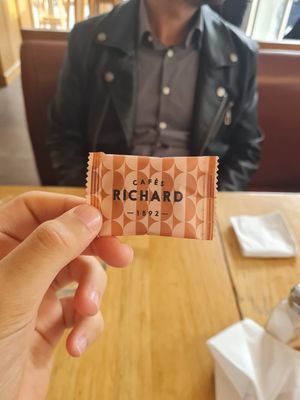 CAFÉS
RICHARD
— 1892 —